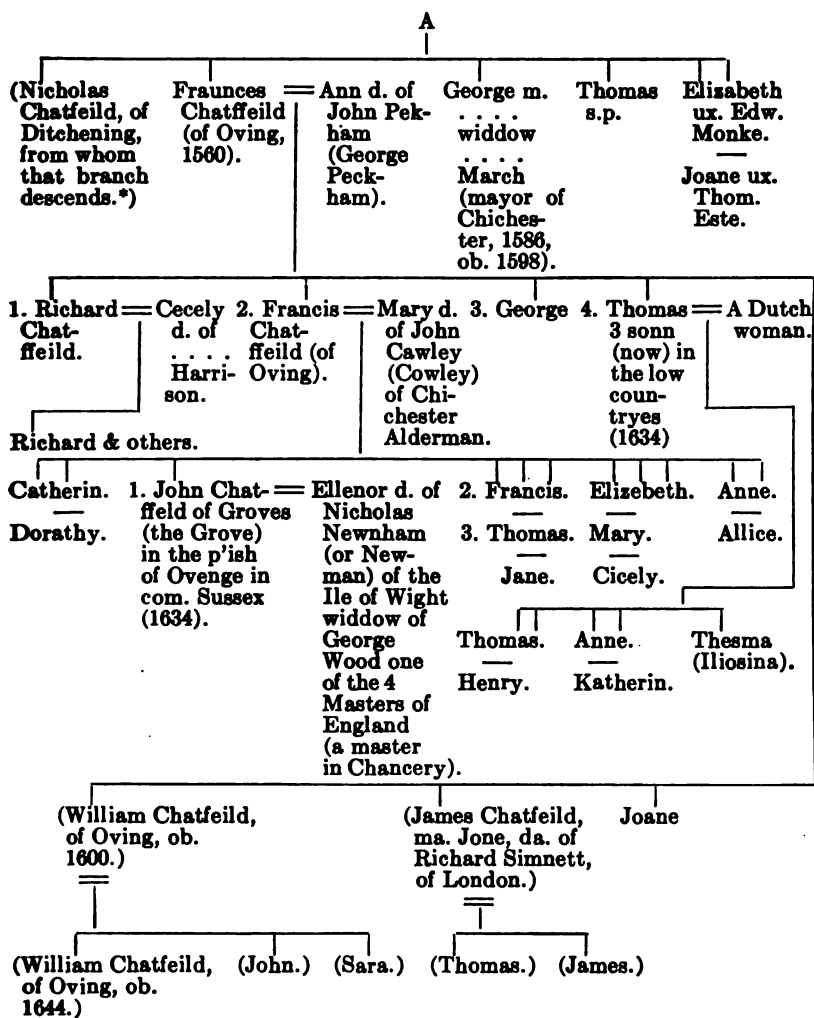 A
(Nicholas
Chatfeild, of
Ditchening,
from whom
that branch
descends.*)
Fraunces
Chatffeild
(of Oving,
1560).
Ann d. of
John Pek-
ham
(George
Peck-
ham).
George m.
. . . .
widdow
. . . .
March
(mayor of
Chiches-
ter, 1586,
ob. 1598).
Thomas
s.p.
Elizabeth
ux. Edw.
Monke.
—
Joane ux.
Thom.
Este.
1. Richard
Chat-
ffeild.
Cecely
d. of
. . . .
Harri-
son.
2. Francis
Chat-
ffeild (of
Oving).
Mary d.
of John
Cawley
(Cowley)
of Chi-
chester
Alderman.
3. George
4. Thomas
3 sonn
(now) in
the low
coun-
tryes
(1634)
A Dutch
woman.
Richard & others.
Catherin.
—
Dorathy.
1. John Chat-
ffeld of Groves
(the Grove)
in the p'ish
of Ovenge in
com. Sussex
(1634).
Ellenor d. of
Nicholas
Newnham
(or New-
man) of the
Ile of Wight
widdow of
George
Wood one
of the 4
Masters of
England
(a master
in Chancery).
2. Francis.
—
3. Thomas.
—
Jane.
Elizebeth.
—
Mary.
—
Cicely.
Anne.
—
Allice.
Thomas.
—
Henry.
Anne.
—
Katherin.
Thesma
(Iliosina).
(William Chatfeild,
of Oving, ob.
1600.)
(James Chatfeild,
ma. Jone, da. of
Richard Simnett,
of London.)
Joane
(William Chatfeild,
of Oving, ob.
1644.)
(John.)
(Sara.)
(Thomas.)
(James.)